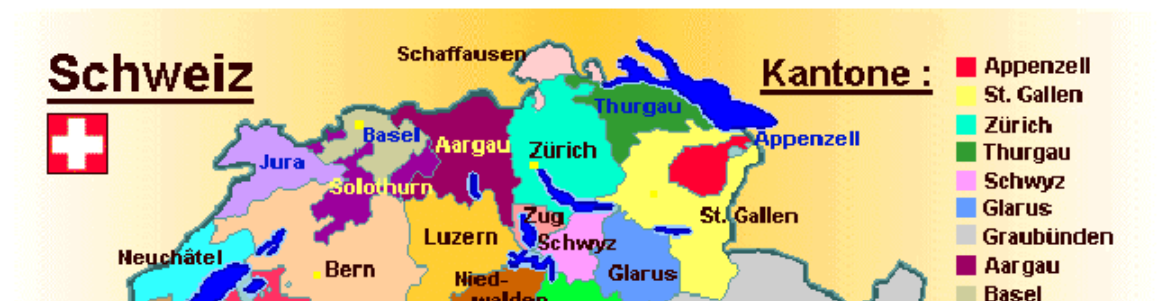 Schweiz
Schaffausen
Kantone :
Thurgau
Appenzell
Basel
Aargau
Zürich
Jura
Solothurn
Zug
St. Gallen
Luzern
Schwyz
Neuchâtel
Bern
Glarus
Nied-
walden
Appenzell
St. Gallen
Zürich
Thurgau
Schwyz
Glarus
Graubünden
Aargau
Basel